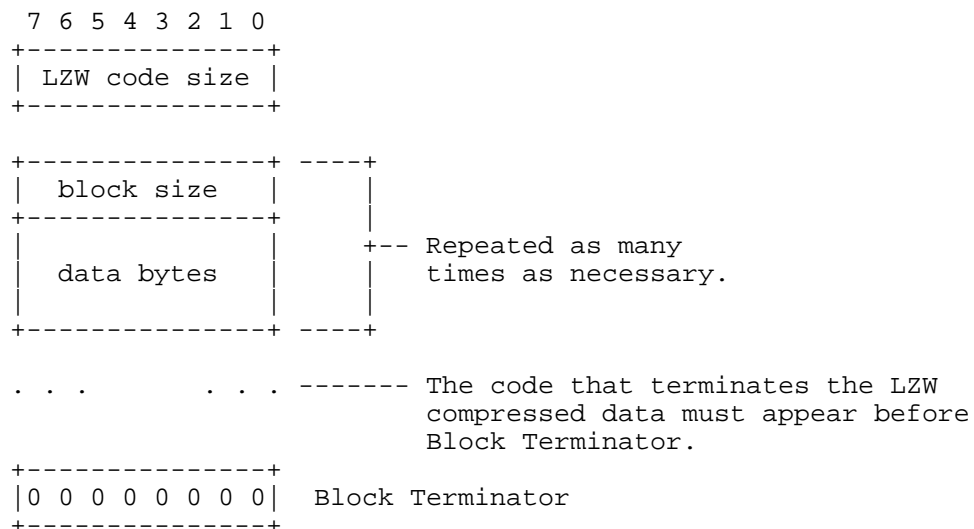 7 6 5 4 3 2 1 0
+---------------+
| LZW code size |
+---------------+

+---------------+ ----+
|  block size   |     |
+---------------+     |
|               |     +-- Repeated as many
|  data bytes   |     |   times as necessary.
|               |     |
+---------------+ ----+

. . .       . . . ------- The code that terminates the LZW
                          compressed data must appear before
                          Block Terminator.
+---------------+
|0 0 0 0 0 0 0 0|  Block Terminator
+---------------+